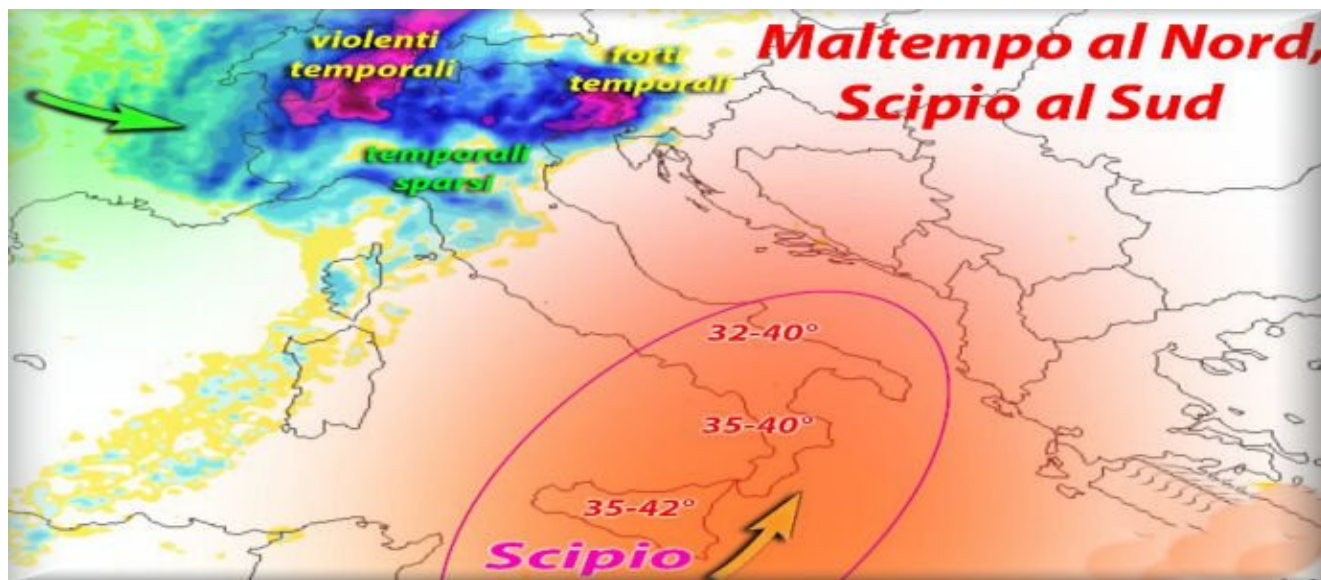 Maltempo al Nord,
Scipio al Sud
violenti
temporali
forti
temporali
temporali
sparsi
32-40°
35-40°
35-42°
Scipio